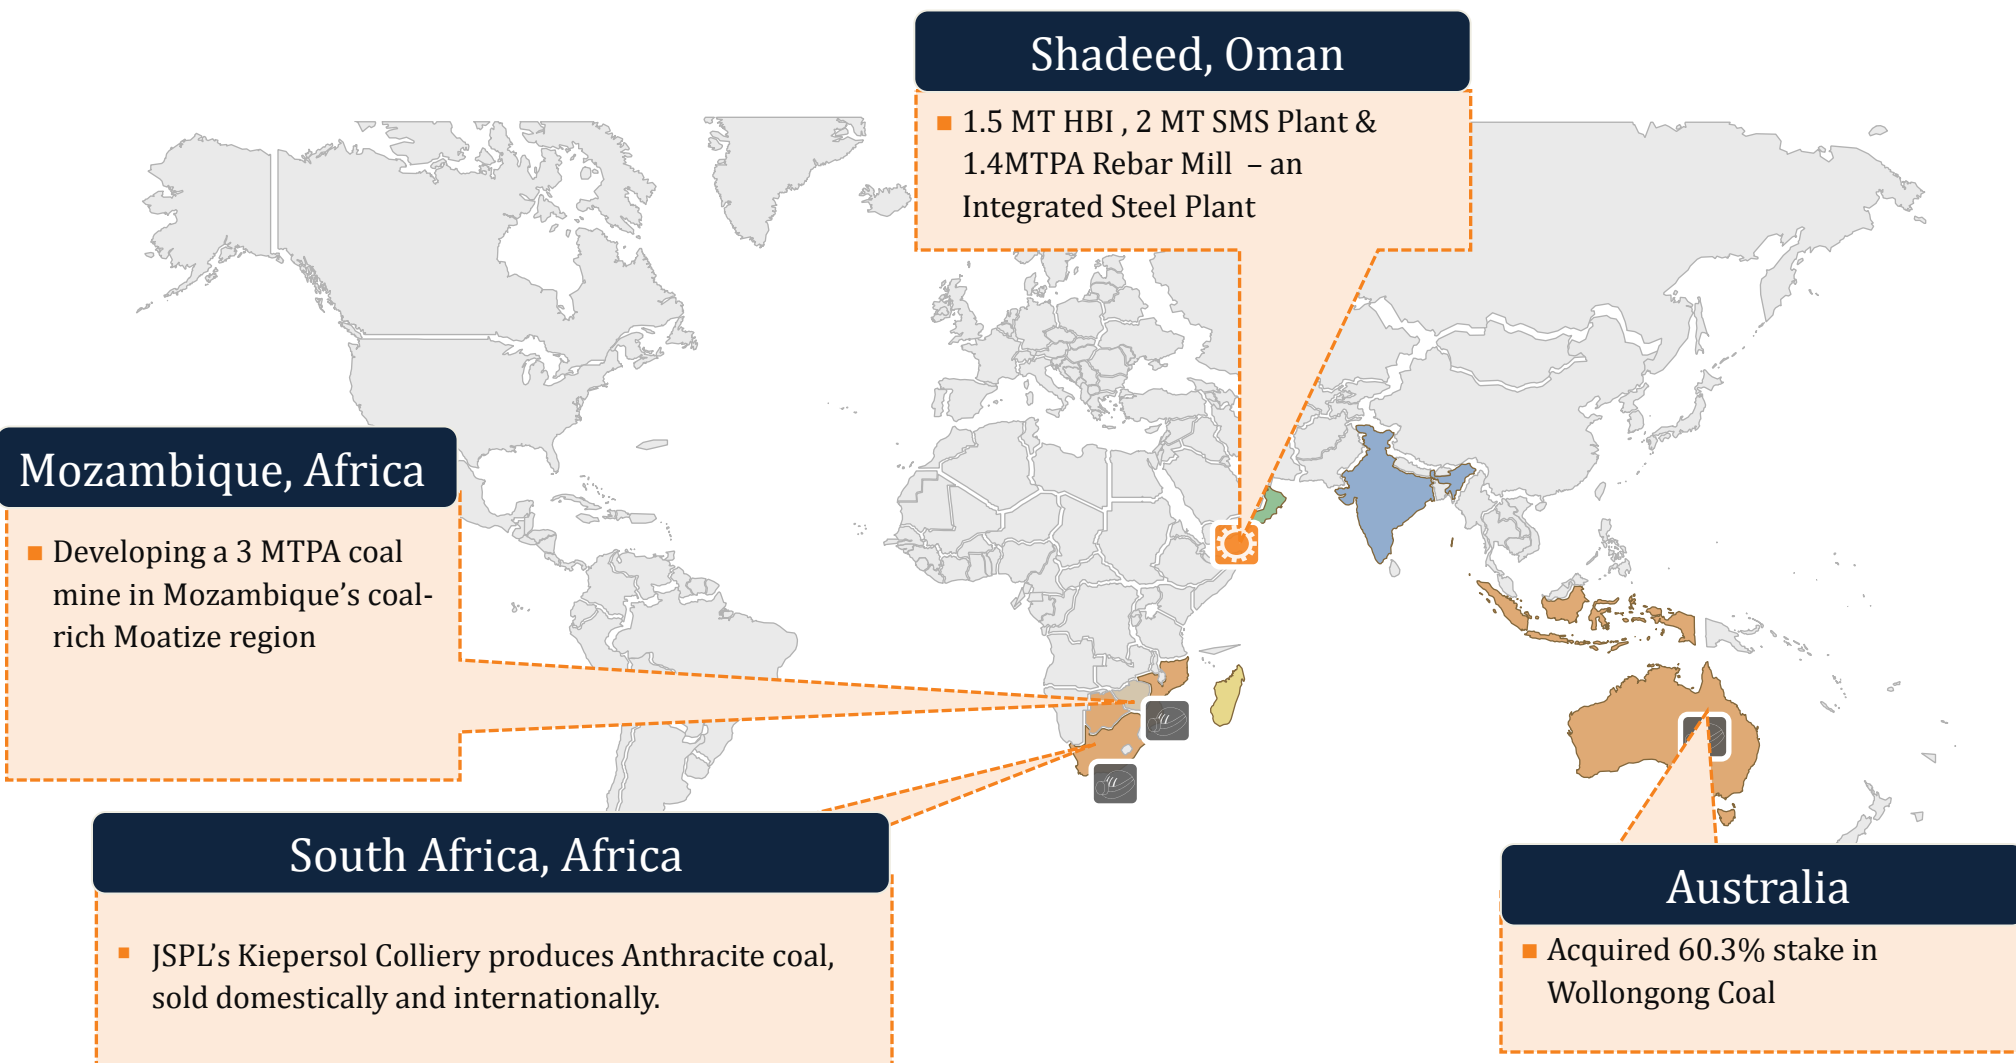 Shadeed, Oman
■ 1.5 MT HBI , 2 MT SMS Plant &
1.4MTPA Rebar Mill – an
Integrated Steel Plant
Mozambique, Africa
■ Developing a 3 MTPA coal
mine in Mozambique’s coal-
rich Moatize region
South Africa, Africa
■ JSPL’s Kiepersol Colliery produces Anthracite coal,
sold domestically and internationally.
Australia
■ Acquired 60.3% stake in
Wollongong Coal